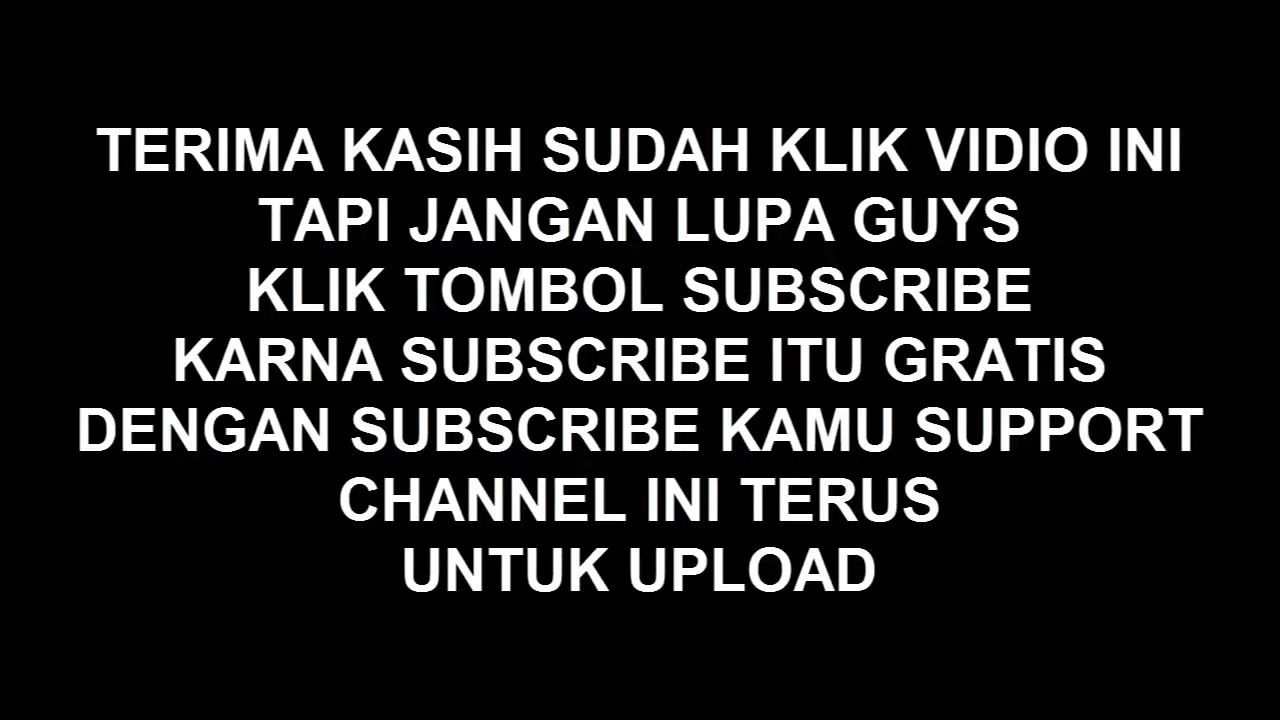 TERIMA KASIH SUDAH KLIK VIDIO INI
TAPI JANGAN LUPA GUYS
KLIK TOMBOL SUBSCRIBE
KARNA SUBSCRIBE ITU GRATIS
DENGAN SUBSCRIBE KAMU SUPPORT
CHANNEL INI TERUS
UNTUK UPLOAD